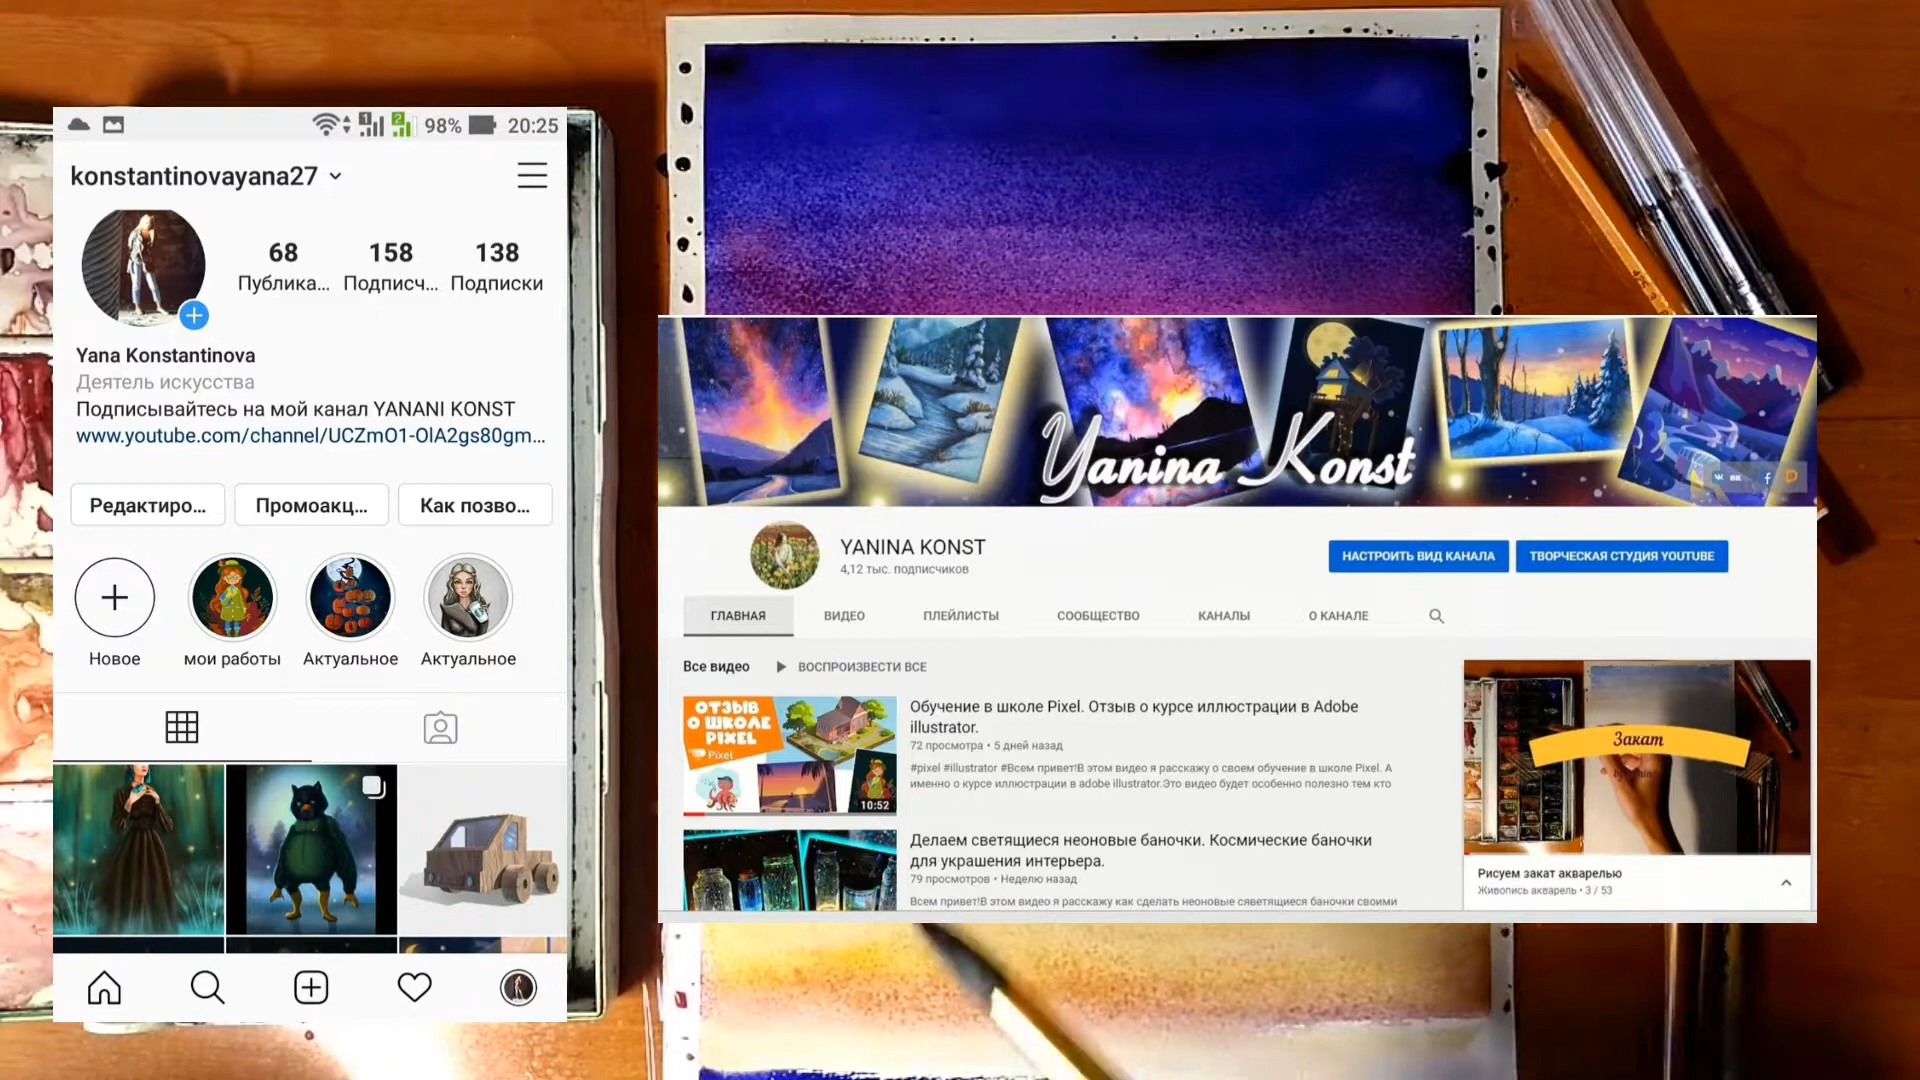 98% 20:25
konstantinovayana27
68 158 138
Публика... Подписч... Подписки
Yana Konstantinova
Деятель искусства
Подписывайтесь на мой канал YANANI KONST
www.youtube.com/channel/UCZmO1-OlA2gs80gm...
Редактиро... Промоакц... Как позво...
Новое мои работы Актуальное Актуальное
Yanina Konst
YANINA KONST
4,12 тыс. подписчиков
НАСТРОИТЬ ВИД КАНАЛА ТВОРЧЕСКАЯ СТУДИЯ YOUTUBE
ГЛАВНАЯ ВИДЕО ПЛЕЙЛИСТЫ СООБЩЕСТВО КАНАЛЫ О КАНАЛЕ
Все видео ВОСПРОИЗВЕСТИ ВСЕ
ОТЗЫВ
О ШКОЛЕ
PIXEL
Pixel
10:52
Обучение в школе Pixel. Отзыв о курсе иллюстрации в Adobe
illustrator.
72 просмотра • 5 дней назад
#pixel #illustrator #Всем привет!В этом видео я расскажу о своем обучение в школе Pixel. А
именно о курсе иллюстрации в adobe illustrator.Это видео будет особенно полезно тем кто
Делаем светящиеся неоновые баночки. Космические баночки
для украшения интерьера.
79 просмотров • Неделю назад
Всем привет!В этом видео я расскажу как сделать неоновые сяветящиеся баночки своими
Закат
Рисуем закат акварелью
Живопись акварель • 3 / 53